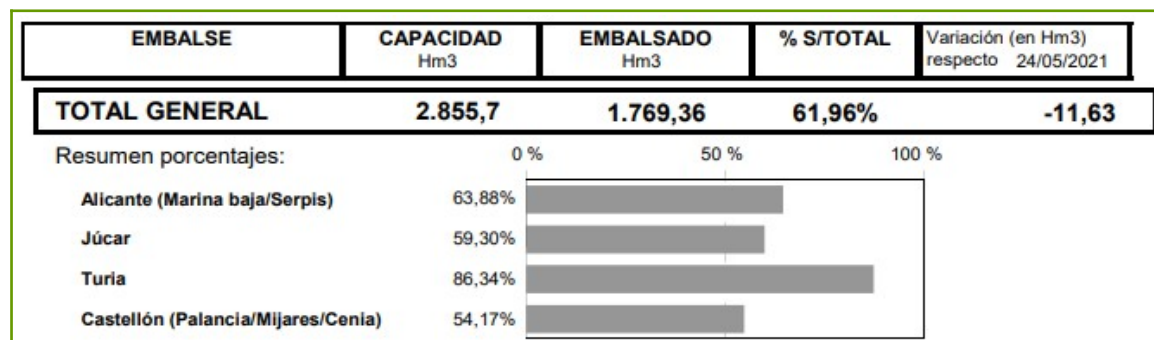 EMBALSE CAPACIDAD EMBALSADO % S/TOTAL Variación (en Hm3)
Hm3 Hm3 respecto 24/05/2021
TOTAL GENERAL 2.855,7 1.769,36 61,96% -11,63
Resumen porcentajes: 0 % 50 % 100 %
Alicante (Marina baja/Serpis) 63,88%
Júcar 59,30%
Turia 86,34%
Castellón (Palancia/Mijares/Cenia) 54,17%